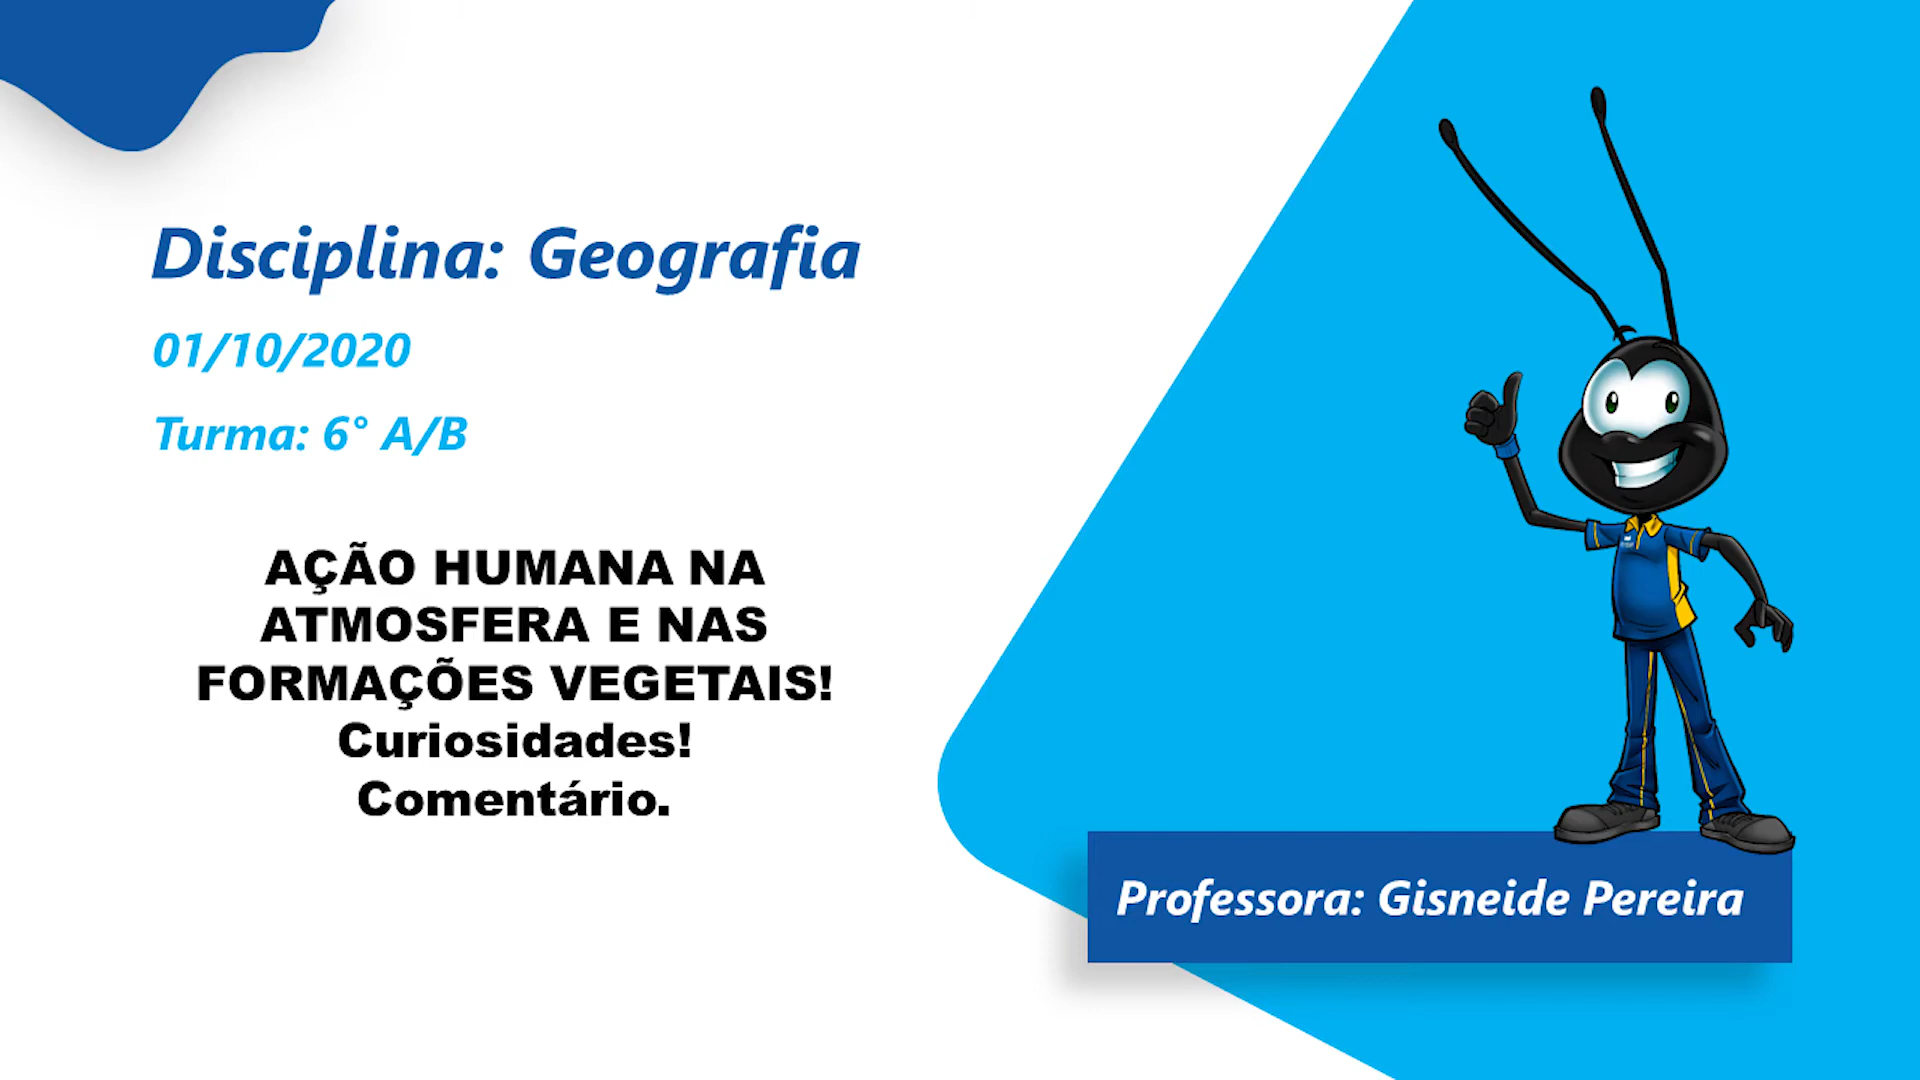 Disciplina: Geografia
01/10/2020
Turma: 6° A/B
AÇÃO HUMANA NA
ATMOSFERA E NAS
FORMAÇÕES VEGETAIS!
Curiosidades!
Comentário.
Professora: Gisneide Pereira